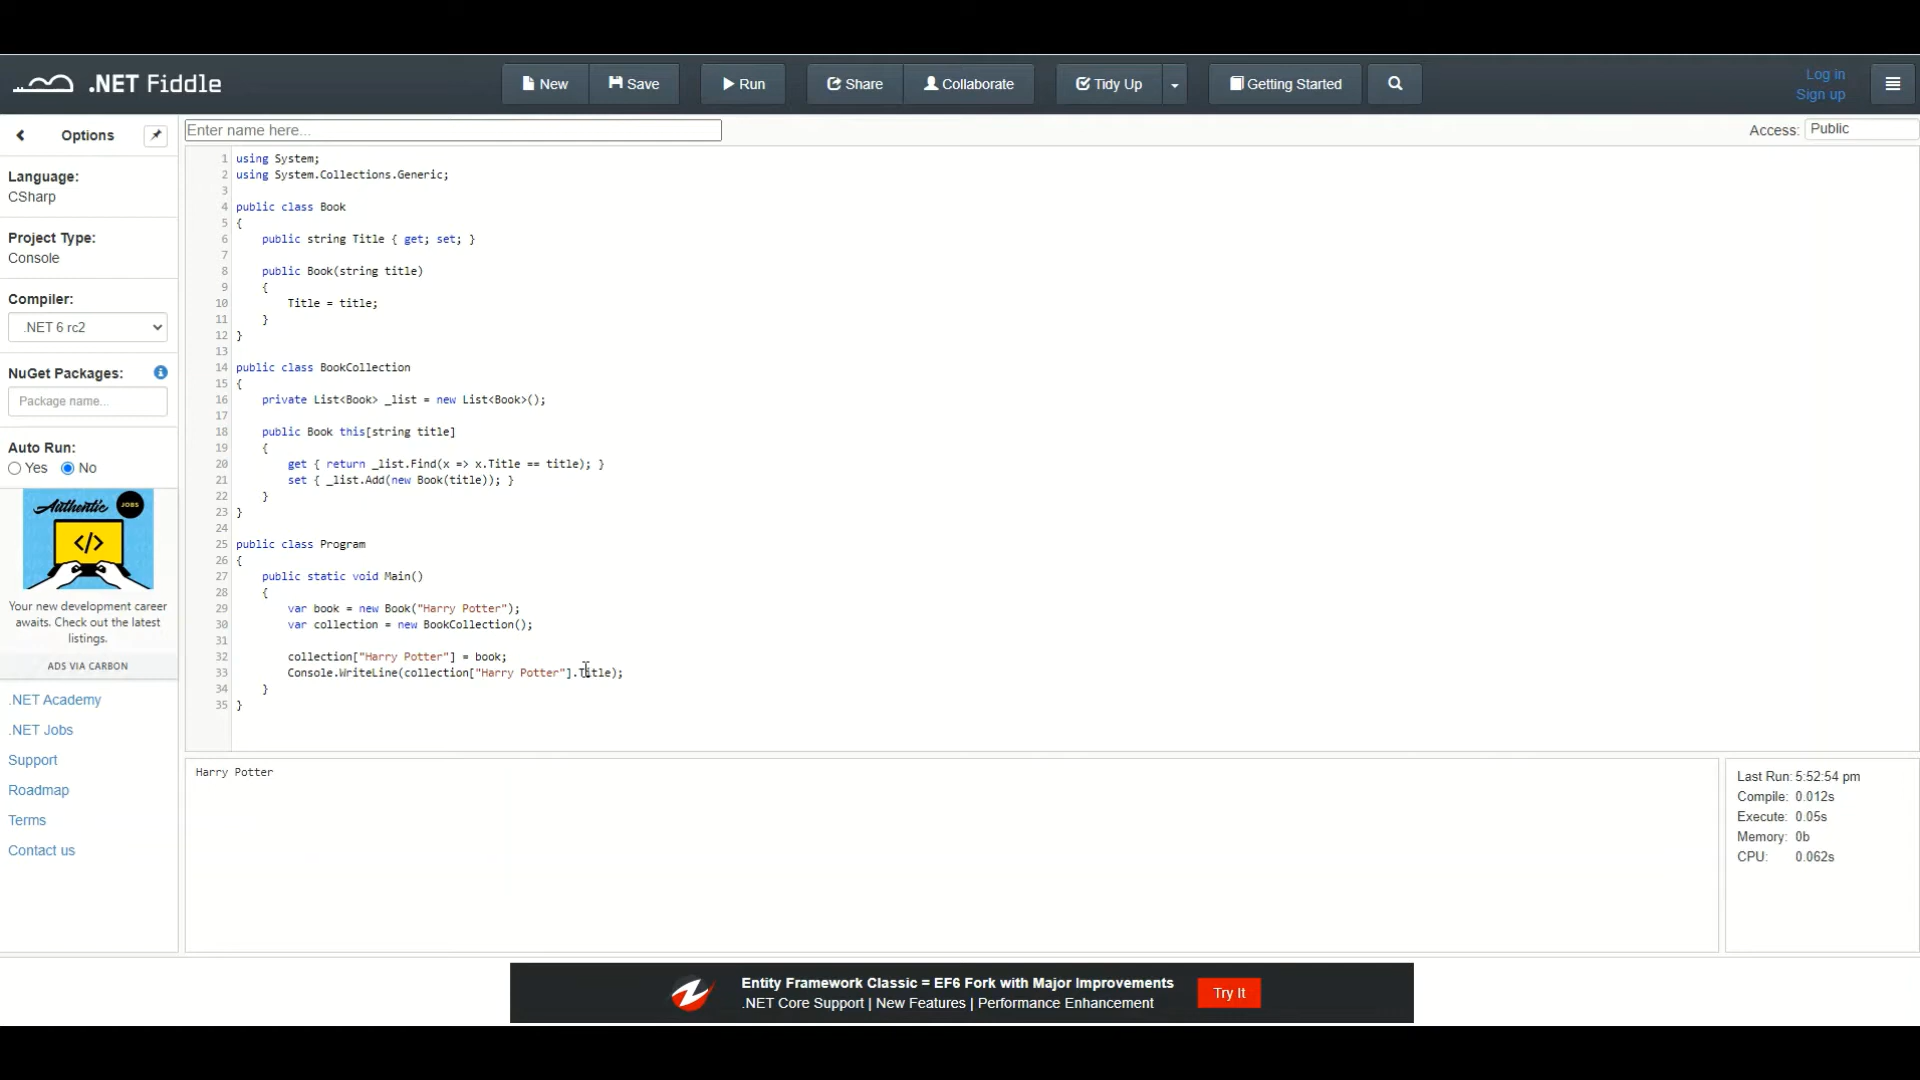 .NET Fiddle
New
Save
Run
Share
Collaborate
Tidy Up
Getting Started
Log in
Sign up
Options
Enter name here...
Access: Public
Language:
CSharp
Project Type:
Console
Compiler:
.NET 6 rc2
NuGet Packages:
Package name...
Auto Run:
Yes No
Authentic JOBS
</>
Your new development career
awaits. Check out the latest
listings.
ADS VIA CARBON
.NET Academy
.NET Jobs
Support
Roadmap
Terms
Contact us
1 using System;
2 using System.Collections.Generic;
3
4 public class Book
5 {
6 public string Title { get; set; }
7
8 public Book(string title)
9 {
10 Title = title;
11 }
12 }
13
14 public class BookCollection
15 {
16 private List<Book> _list = new List<Book>();
17
18 public Book this[string title]
19 {
20 get { return _list.Find(x => x.Title == title); }
21 set { _list.Add(new Book(title)); }
22 }
23 }
24
25 public class Program
26 {
27 public static void Main()
28 {
29 var book = new Book("Harry Potter");
30 var collection = new BookCollection();
31
32 collection["Harry Potter"] = book;
33 Console.WriteLine(collection["Harry Potter"].Title);
34 }
35 }
Harry Potter
Last Run: 5:52:54 pm
Compile: 0.012s
Execute: 0.05s
Memory: 0b
CPU: 0.062s
Entity Framework Classic = EF6 Fork with Major Improvements
.NET Core Support | New Features | Performance Enhancement
Try It